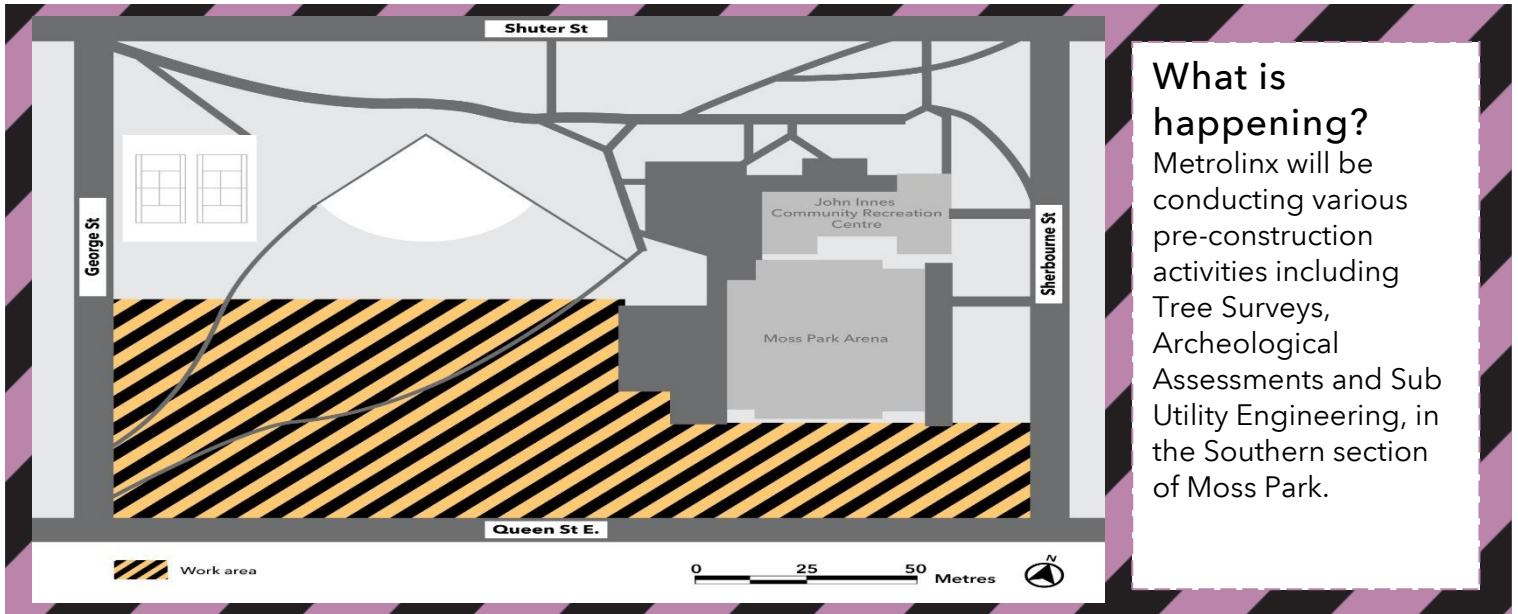 Shuter St
George St
John Innes
Community Recreation
Centre
Sherbourne St
Moss Park Arena
Queen St E.
Work area
0 25 50 Metres
N
What is
happening?
Metrolinx will be
conducting various
pre-construction
activities including
Tree Surveys,
Archeological
Assessments and Sub
Utility Engineering, in
the Southern section
of Moss Park.